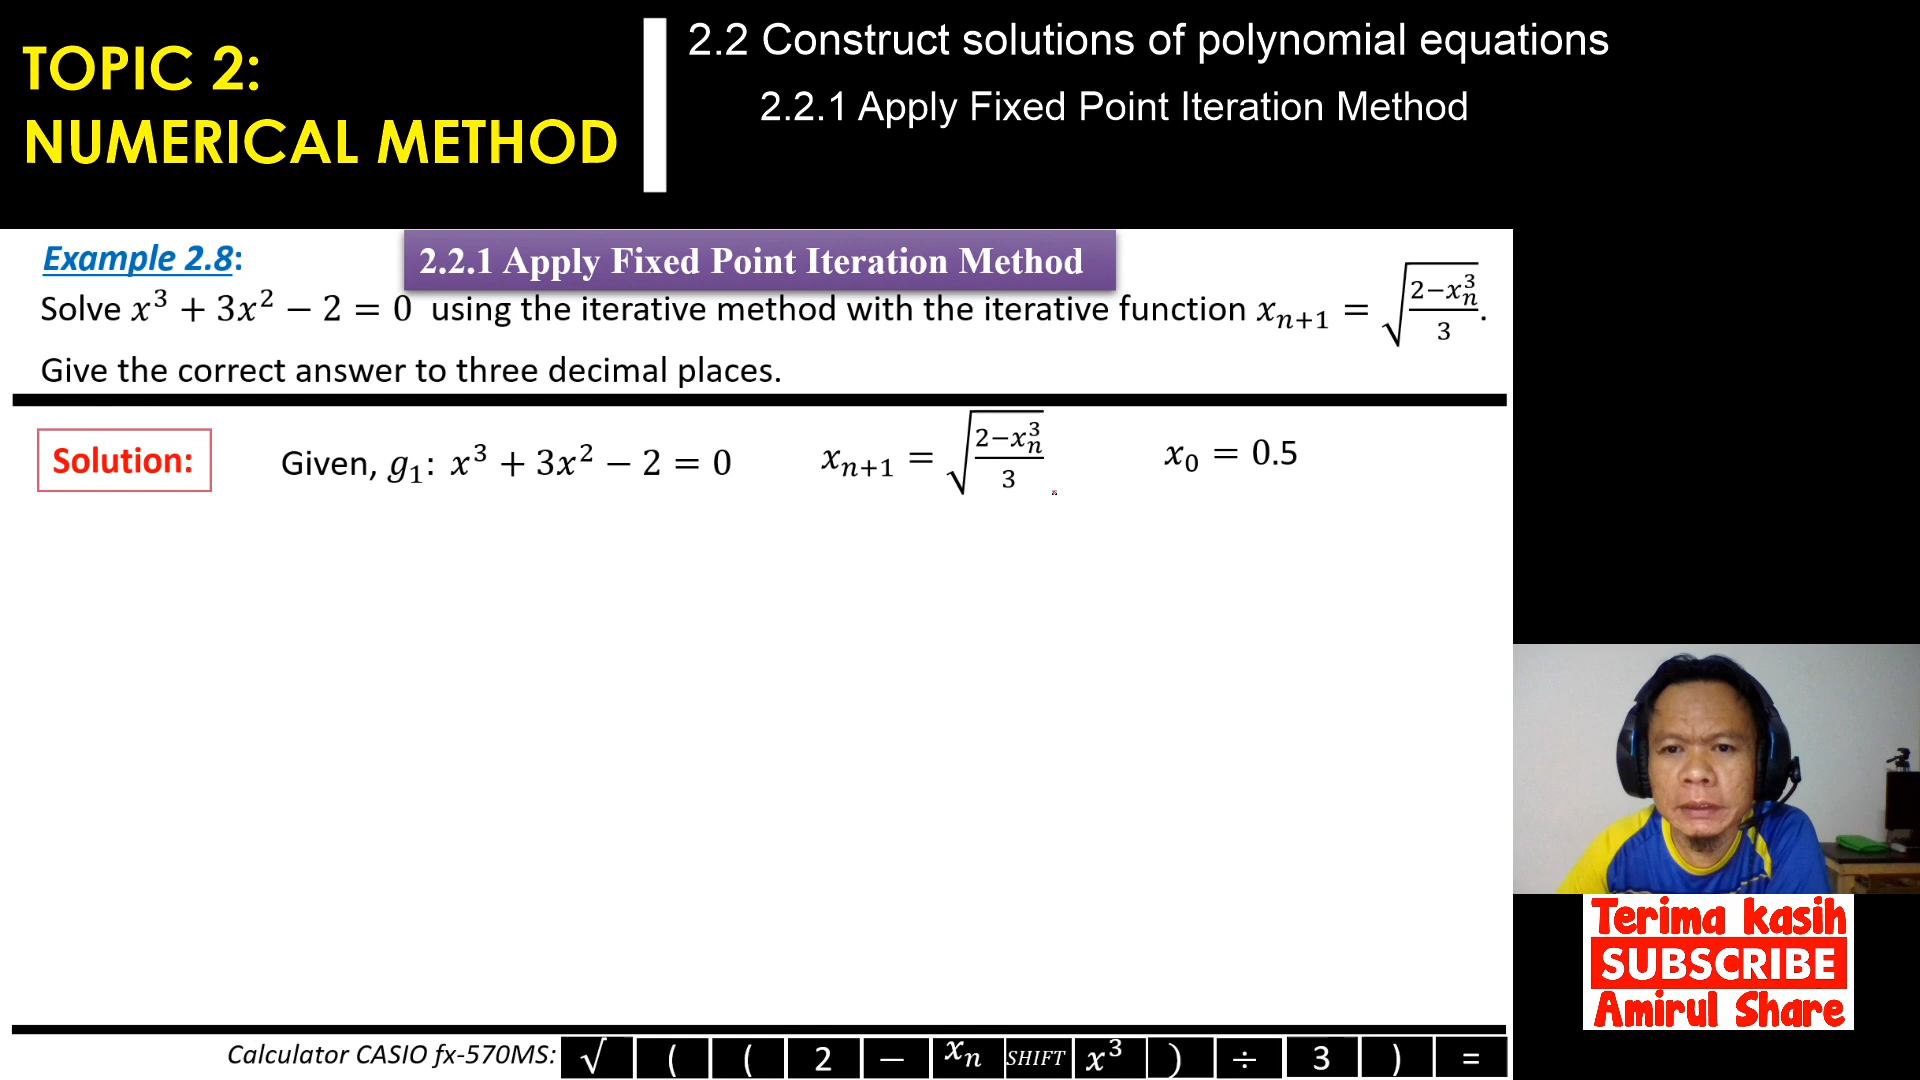 TOPIC 2:
NUMERICAL METHOD
2.2 Construct solutions of polynomial equations
2.2.1 Apply Fixed Point Iteration Method
Example 2.8:
2.2.1 Apply Fixed Point Iteration Method
Solve x³ + 3x² − 2 = 0 using the iterative method with the iterative function xₙ₊₁ = √((2−xₙ³)/3).
Give the correct answer to three decimal places.
Solution: Given, g₁: x³ + 3x² − 2 = 0 xₙ₊₁ = √((2−xₙ³)/3) x₀ = 0.5
Terima kasih
SUBSCRIBE
Amirul Share
Calculator CASIO fx-570MS: √ ( ( 2 − xₙ SHIFT x³ ) ÷ 3 ) =